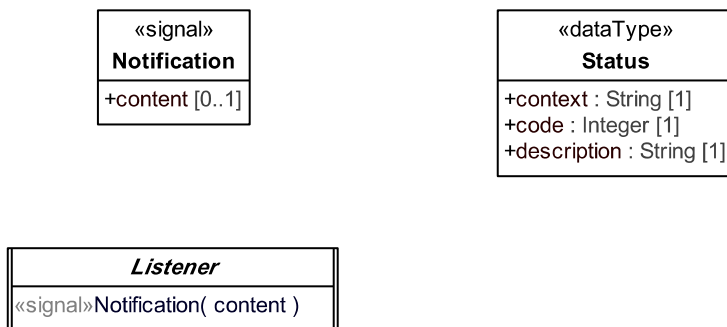 «signal»
Notification
+content [0..1]
«dataType»
Status
+context : String [1]
+code : Integer [1]
+description : String [1]
Listener
«signal»Notification( content )